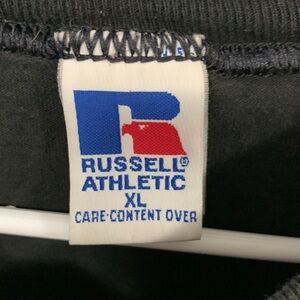 RUSSELL®
ATHLETIC
XL
CARE-CONTENT OVER